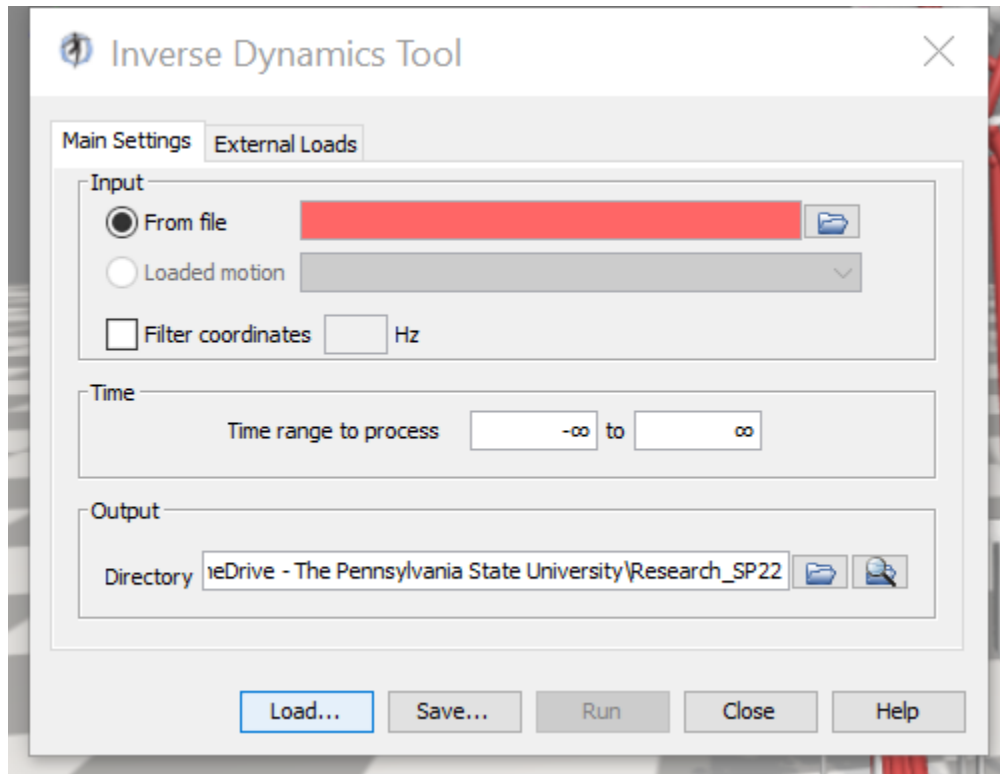 Inverse Dynamics Tool
Main Settings External Loads
Input
From file
Loaded motion
Filter coordinates Hz
Time
Time range to process -∞ to ∞
Output
Directory neDrive - The Pennsylvania State University\Research_SP22
Load... Save... Run Close Help